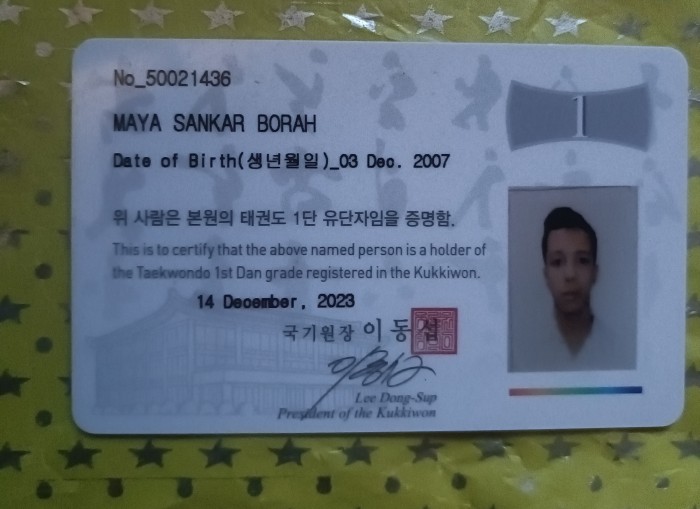 No_50021436
1
MAYA SANKAR BORAH
Date of Birth(생년월일)_03 Dec. 2007
위 사람은 본원의 태권도 1단 유단자임을 증명함.
This is to certify that the above named person is a holder of
the Taekwondo 1st Dan grade registered in the Kukkiwon.
14 December, 2023
국기원장 이동섭
Lee Dong-Sup
President of the Kukkiwon